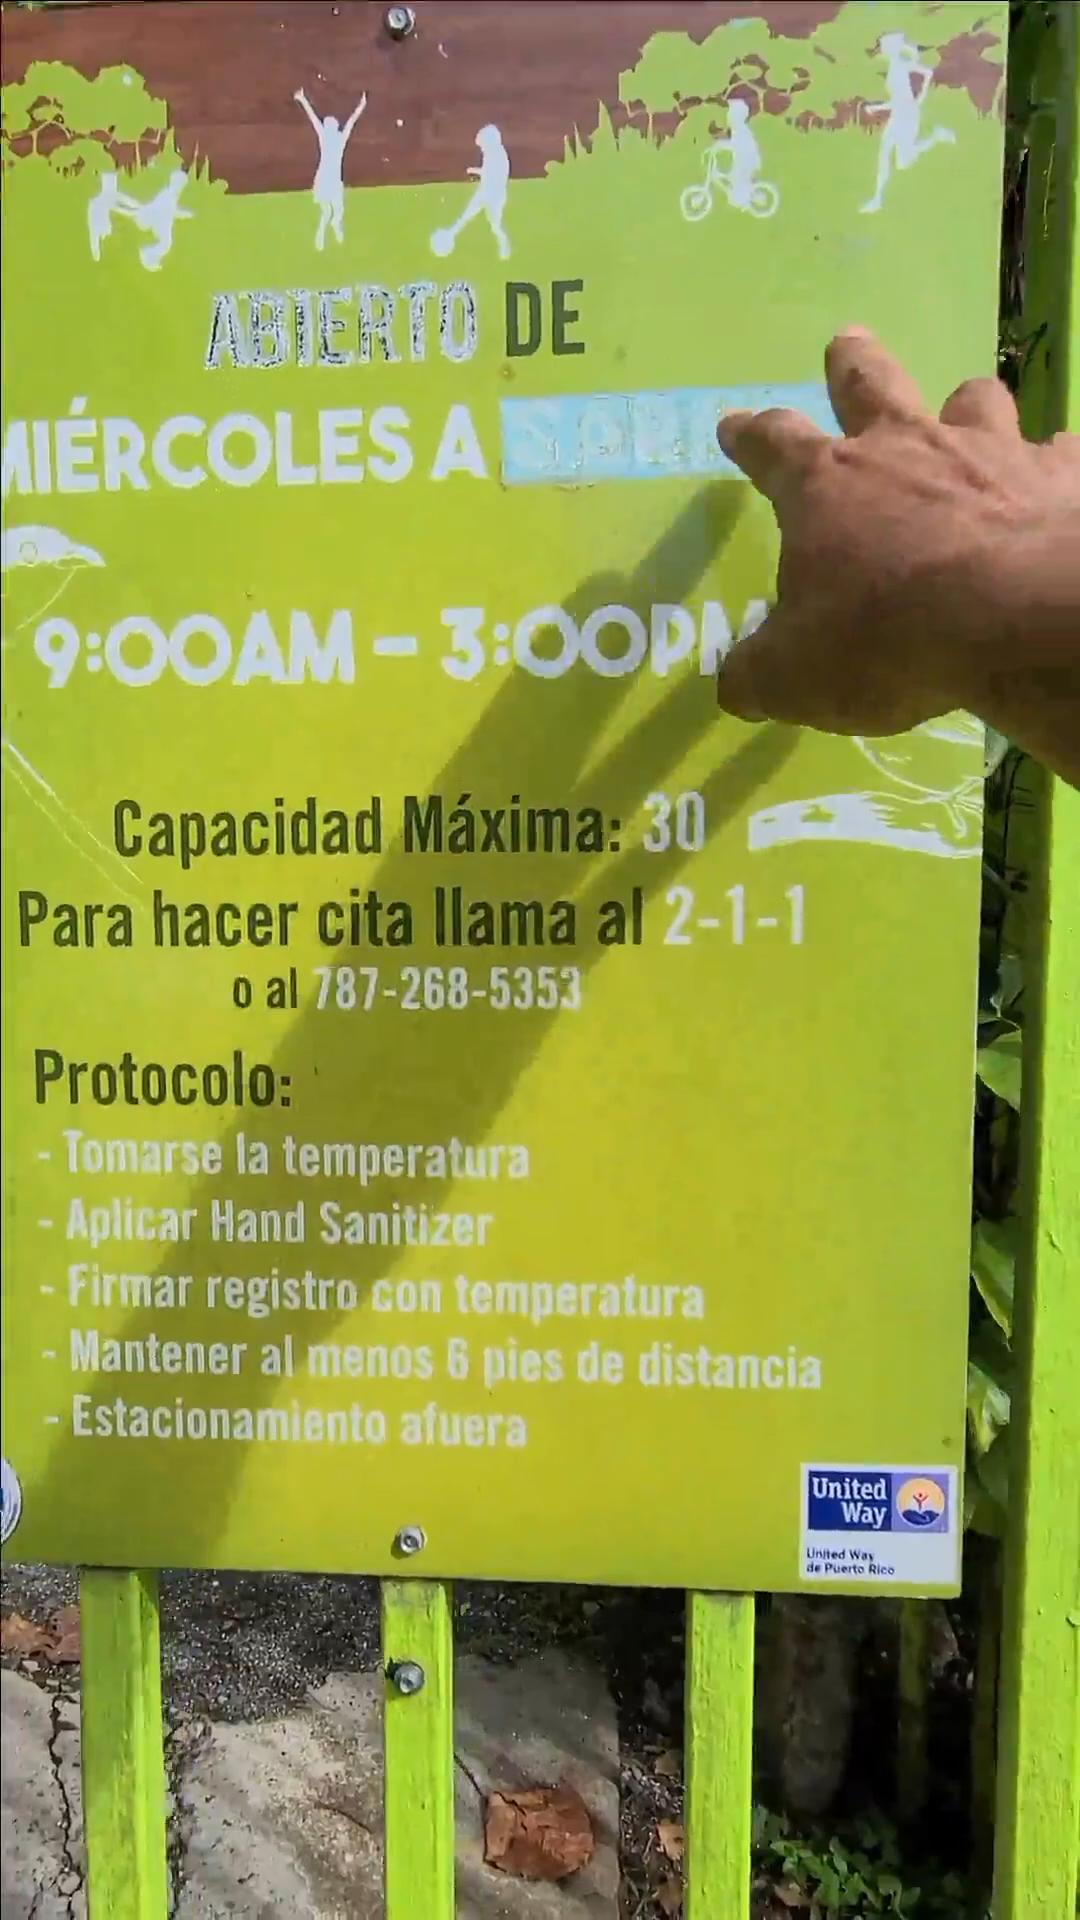 ABIERTO DE
MIÉRCOLES A
9:00AM - 3:00PM
Capacidad Máxima: 30
Para hacer cita llama al 2-1-1
o al 787-268-5353
Protocolo:
- Tomarse la temperatura
- Aplicar Hand Sanitizer
- Firmar registro con temperatura
- Mantener al menos 6 pies de distancia
- Estacionamiento afuera
United
Way
United Way
de Puerto Rico